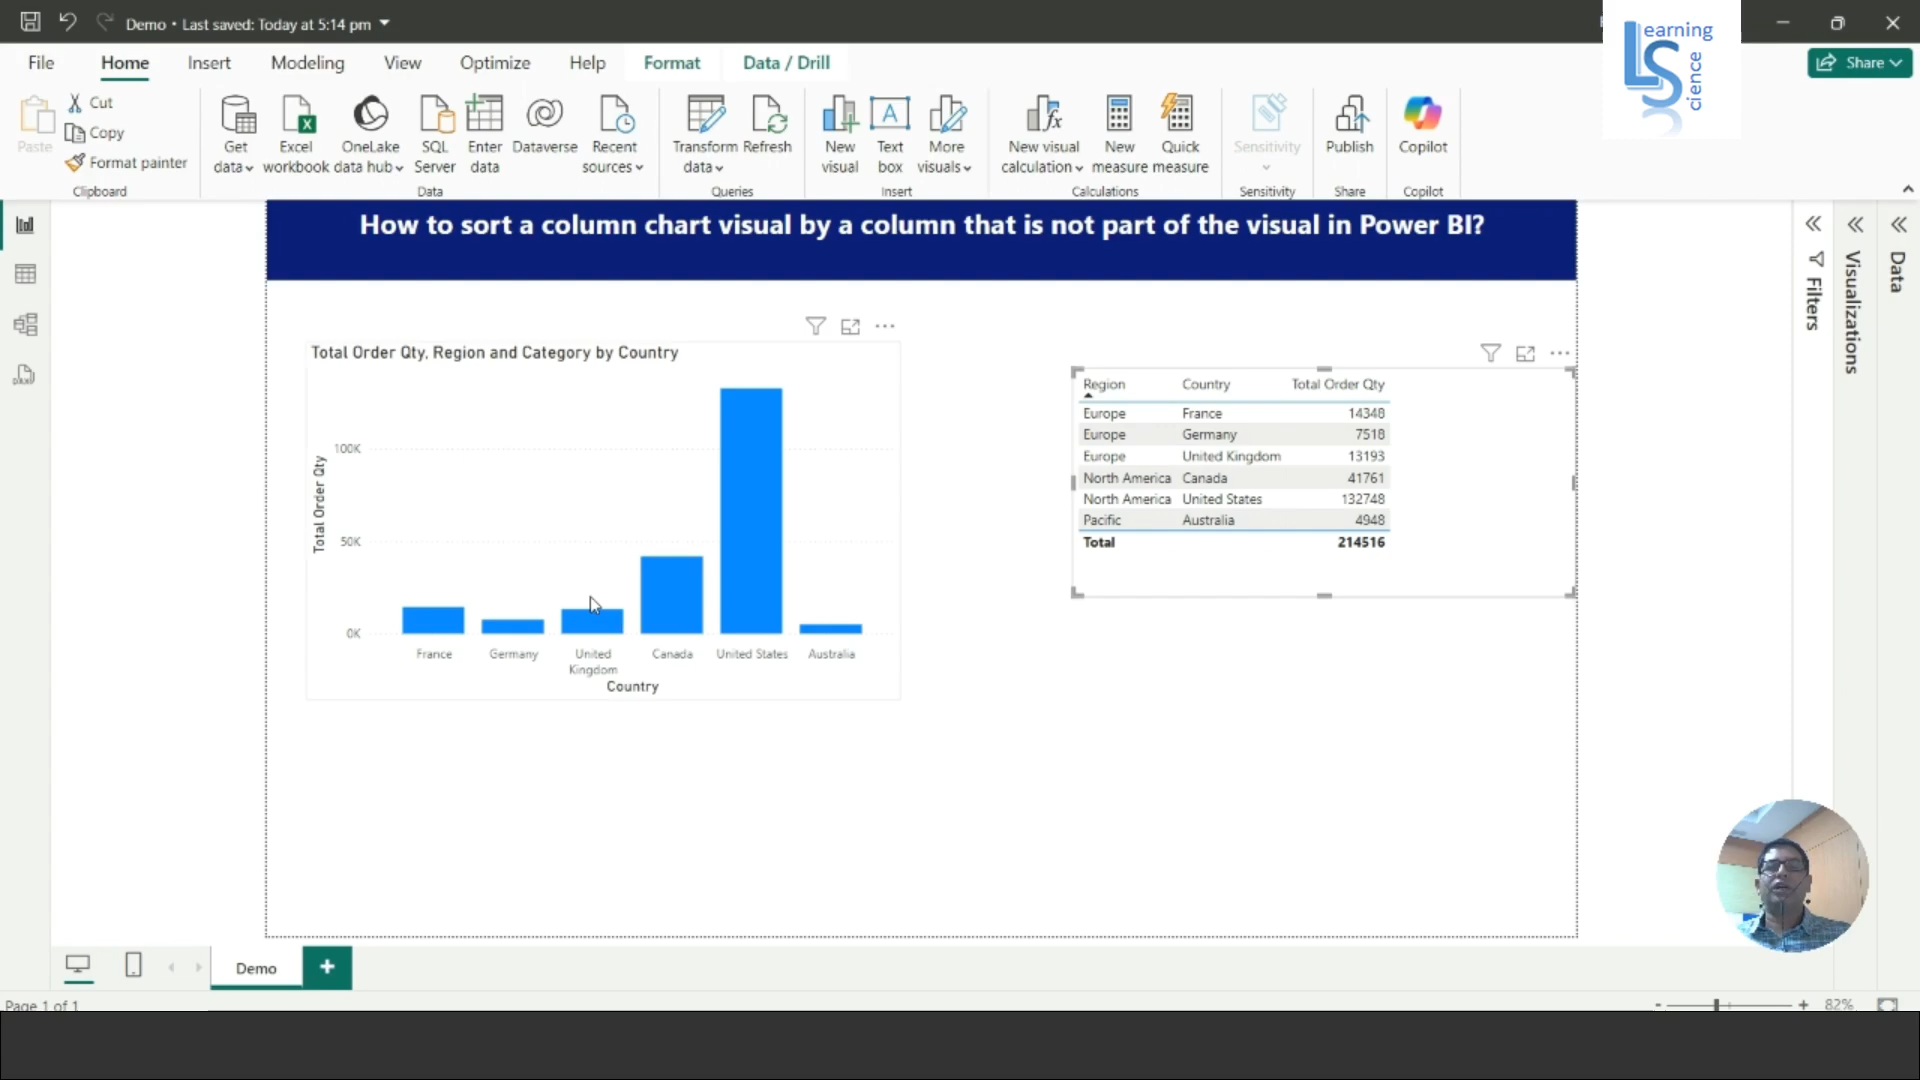 Demo • Last saved: Today at 5:14 pm
Learning Science
File Home Insert Modeling View Optimize Help Format Data / Drill Share
Paste
Cut
Copy
Format painter
Clipboard
Get data
Excel workbook
OneLake data hub
SQL Server
Enter data
Dataverse
Recent sources
Data
Transform data
Refresh
Queries
New visual
Text box
More visuals
Insert
New visual calculation
New measure
Quick measure
Calculations
Sensitivity
Sensitivity
Publish
Share
Copilot
Copilot
How to sort a column chart visual by a column that is not part of the visual in Power BI?
Filters
Visualizations
Data
Total Order Qty, Region and Category by Country
Total Order Qty
100K
50K
0K
France Germany United Kingdom Canada United States Australia
Country
Region Country Total Order Qty
Europe France 14348
Europe Germany 7518
Europe United Kingdom 13193
North America Canada 41761
North America United States 132748
Pacific Australia 4948
Total 214516
Demo
Page 1 of 1
- + 82%